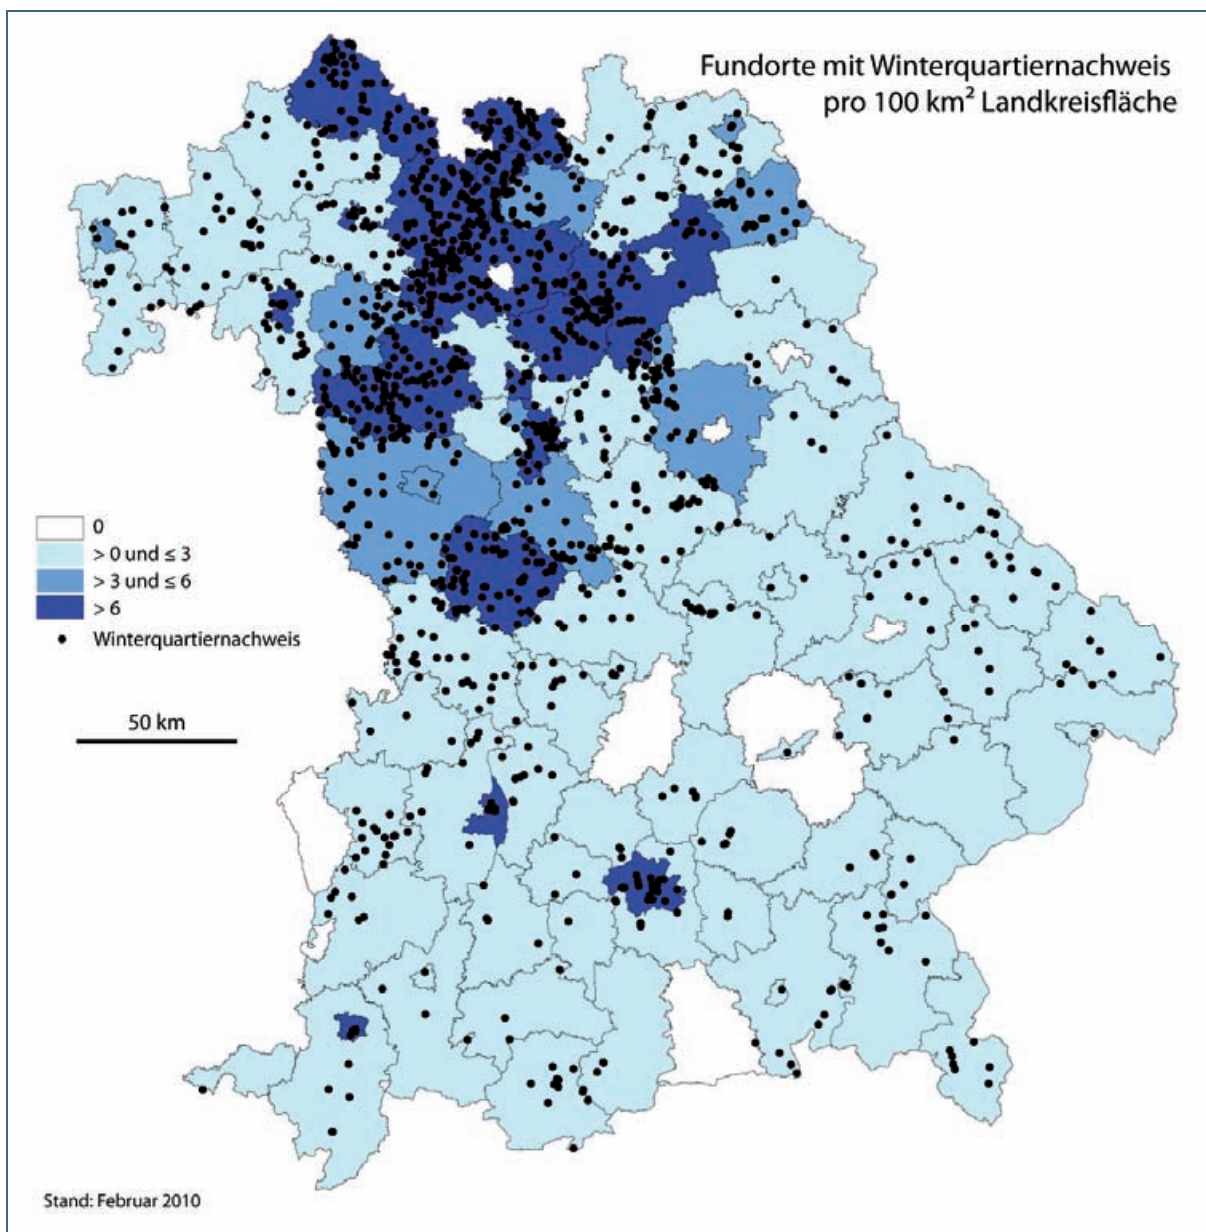 Fundorte mit Winterquartiernachweis
pro 100 km² Landkreisfläche
0
> 0 und ≤ 3
> 3 und ≤ 6
> 6
Winterquartiernachweis
50 km
Stand: Februar 2010